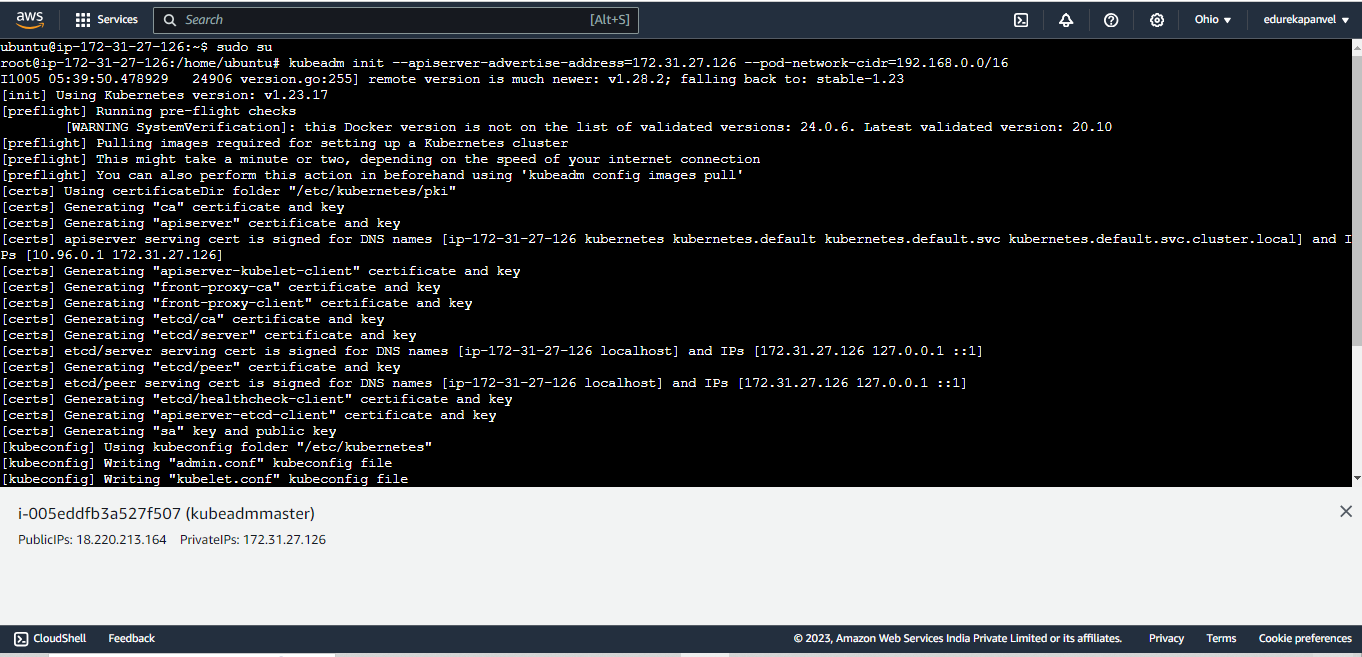 aws
Services
Search
[Alt+S]
Ohio
edurekapanvel
ubuntu@ip-172-31-27-126:~$ sudo su
root@ip-172-31-27-126:/home/ubuntu# kubeadm init --apiserver-advertise-address=172.31.27.126 --pod-network-cidr=192.168.0.0/16
I1005 05:39:50.478929   24906 version.go:255] remote version is much newer: v1.28.2; falling back to: stable-1.23
[init] Using Kubernetes version: v1.23.17
[preflight] Running pre-flight checks
        [WARNING SystemVerification]: this Docker version is not on the list of validated versions: 24.0.6. Latest validated version: 20.10
[preflight] Pulling images required for setting up a Kubernetes cluster
[preflight] This might take a minute or two, depending on the speed of your internet connection
[preflight] You can also perform this action in beforehand using 'kubeadm config images pull'
[certs] Using certificateDir folder "/etc/kubernetes/pki"
[certs] Generating "ca" certificate and key
[certs] Generating "apiserver" certificate and key
[certs] apiserver serving cert is signed for DNS names [ip-172-31-27-126 kubernetes kubernetes.default kubernetes.default.svc kubernetes.default.svc.cluster.local] and I
Ps [10.96.0.1 172.31.27.126]
[certs] Generating "apiserver-kubelet-client" certificate and key
[certs] Generating "front-proxy-ca" certificate and key
[certs] Generating "front-proxy-client" certificate and key
[certs] Generating "etcd/ca" certificate and key
[certs] Generating "etcd/server" certificate and key
[certs] etcd/server serving cert is signed for DNS names [ip-172-31-27-126 localhost] and IPs [172.31.27.126 127.0.0.1 ::1]
[certs] Generating "etcd/peer" certificate and key
[certs] etcd/peer serving cert is signed for DNS names [ip-172-31-27-126 localhost] and IPs [172.31.27.126 127.0.0.1 ::1]
[certs] Generating "etcd/healthcheck-client" certificate and key
[certs] Generating "apiserver-etcd-client" certificate and key
[certs] Generating "sa" key and public key
[kubeconfig] Using kubeconfig folder "/etc/kubernetes"
[kubeconfig] Writing "admin.conf" kubeconfig file
[kubeconfig] Writing "kubelet.conf" kubeconfig file
i-005eddfb3a527f507 (kubeadmmaster)
PublicIPs: 18.220.213.164 PrivateIPs: 172.31.27.126
CloudShell
Feedback
© 2023, Amazon Web Services India Private Limited or its affiliates.
Privacy
Terms
Cookie preferences